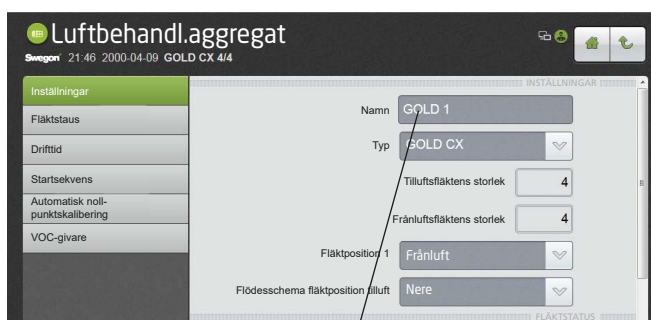 Luftbehandl.aggregat
Swegon 21:46 2000-04-09 GOLD CX 4/4
Inställningar
Fläktstaus
Drifttid
Startsekvens
Automatisk noll-
punktskalibering
VOC-givare
INSTÄLLNINGAR
Namn GOLD 1
Typ GOLD CX
Tilluftsfläktens storlek 4
Frånluftsfläktens storlek 4
Fläktposition 1 Frånluft
Flödesschema fläktposition tilluft Nere
FLÄKTSTATUS